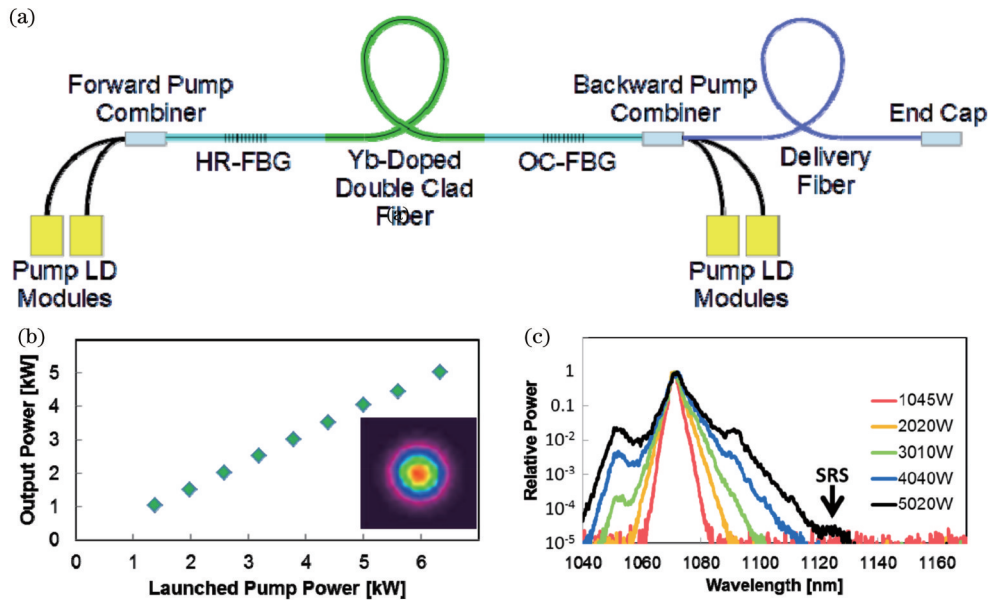 (a)
Forward Pump
Combiner
Backward Pump
Combiner
End Cap
HR-FBG
Yb-Doped
Double Clad
Fiber
(a)
OC-FBG
Delivery
Fiber
Pump LD
Modules
Pump LD
Modules
(b)
Output Power [kW]
5
4
3
2
1
0
0 1 2 3 4 5 6
Launched Pump Power [kW]
(c)
Relative Power
1
0.1
10-2
10-3
10-4
10-5
1045W
2020W
3010W
4040W
5020W
SRS
1040 1060 1080 1100 1120 1140 1160
Wavelength [nm]